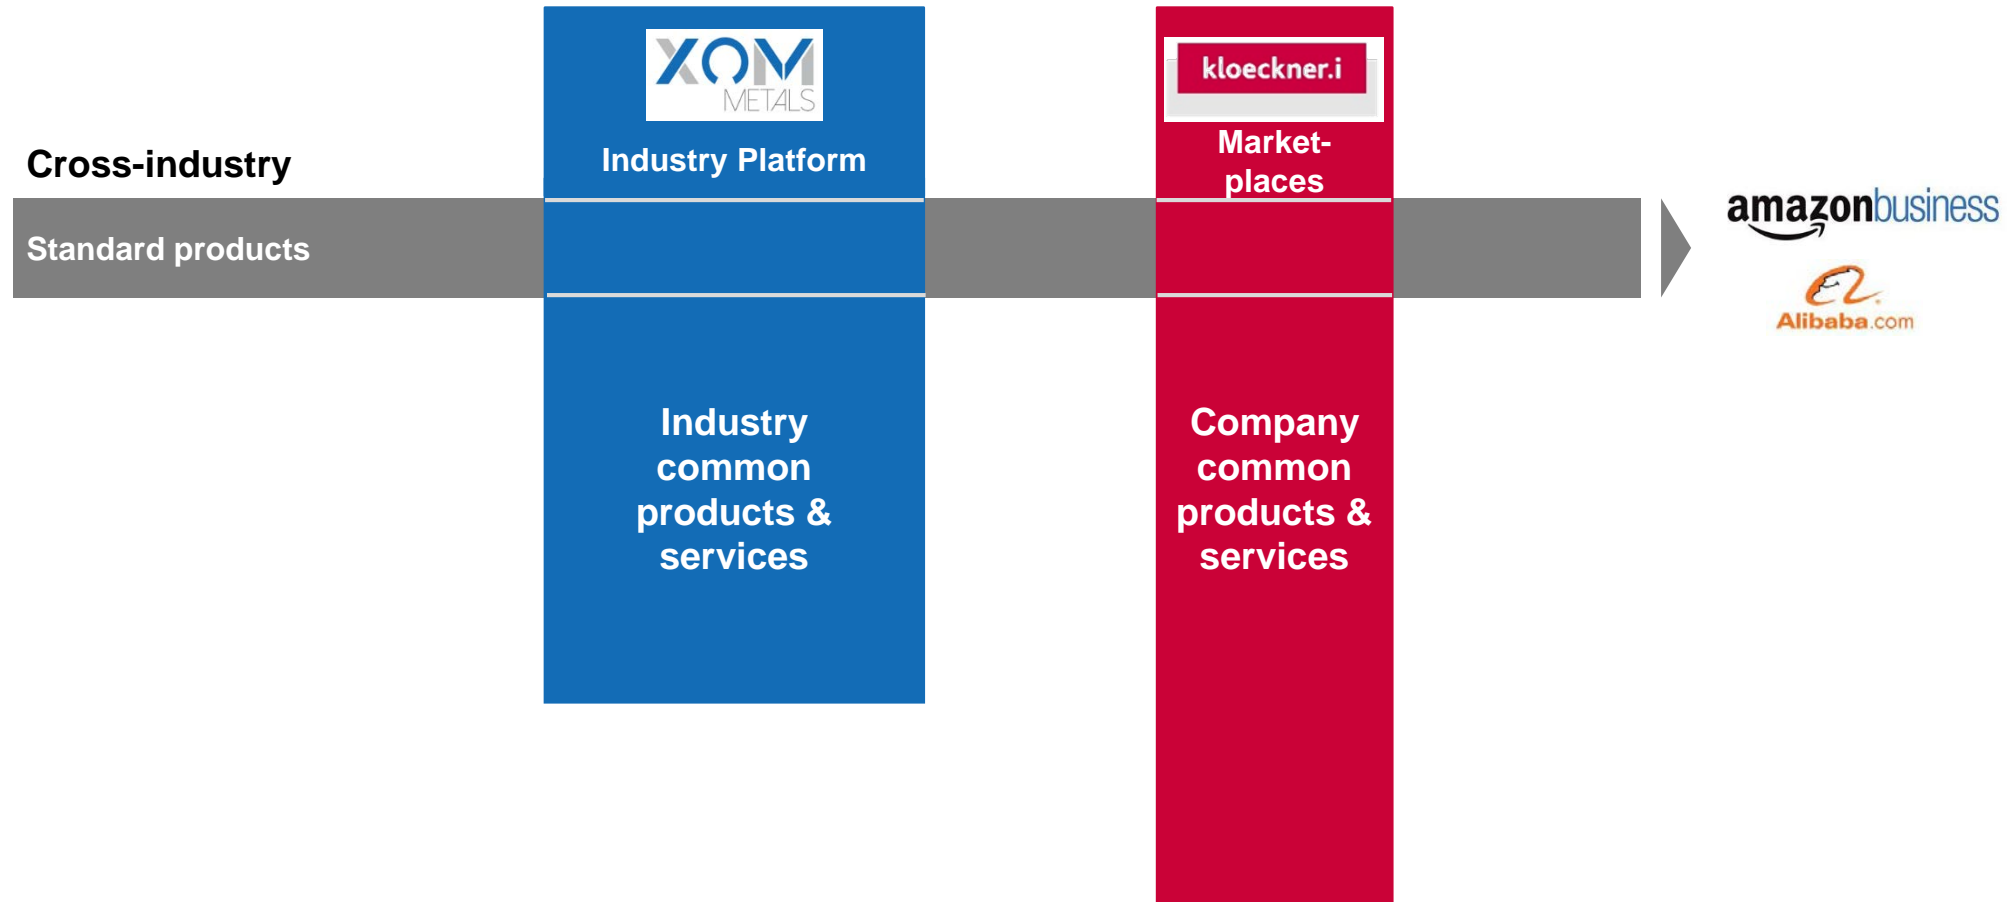 XOM
METALS
Industry Platform
kloeckner.i
Market-
places
Cross-industry
Standard products
amazonbusiness
Alibaba.com
Industry
common
products &
services
Company
common
products &
services